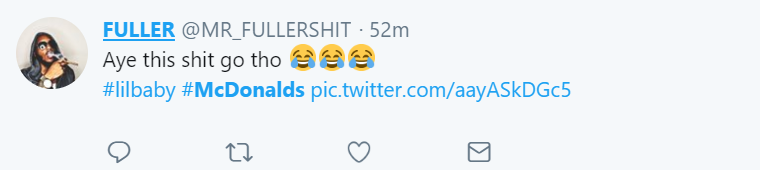 FULLER @MR_FULLERSHIT · 52m
Aye this shit go tho 😂😂😂
#lilbaby #McDonalds pic.twitter.com/aayASkDGc5